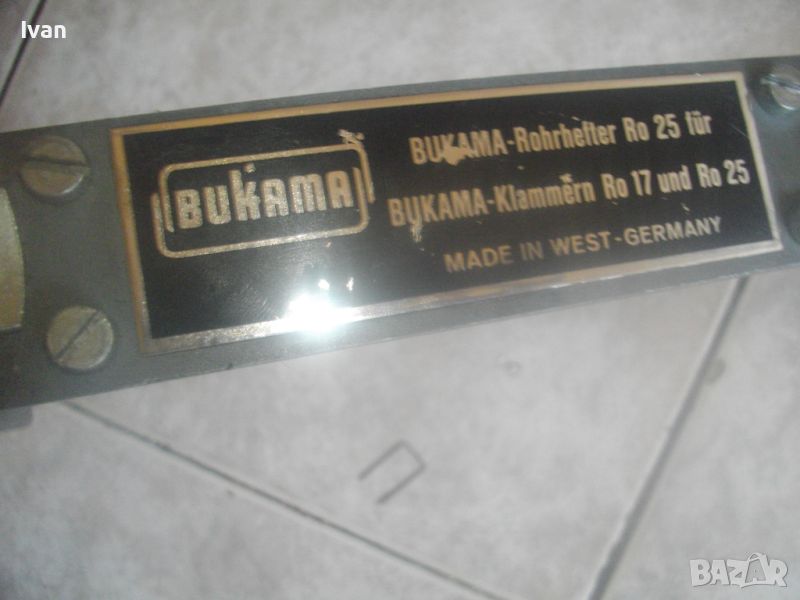 Ivan
BUKAMA
BUKAMA-Rohrhefter Ro 25 für
BUKAMA-Klammern Ro 17 und Ro 25
MADE IN WEST-GERMANY
BAZAR